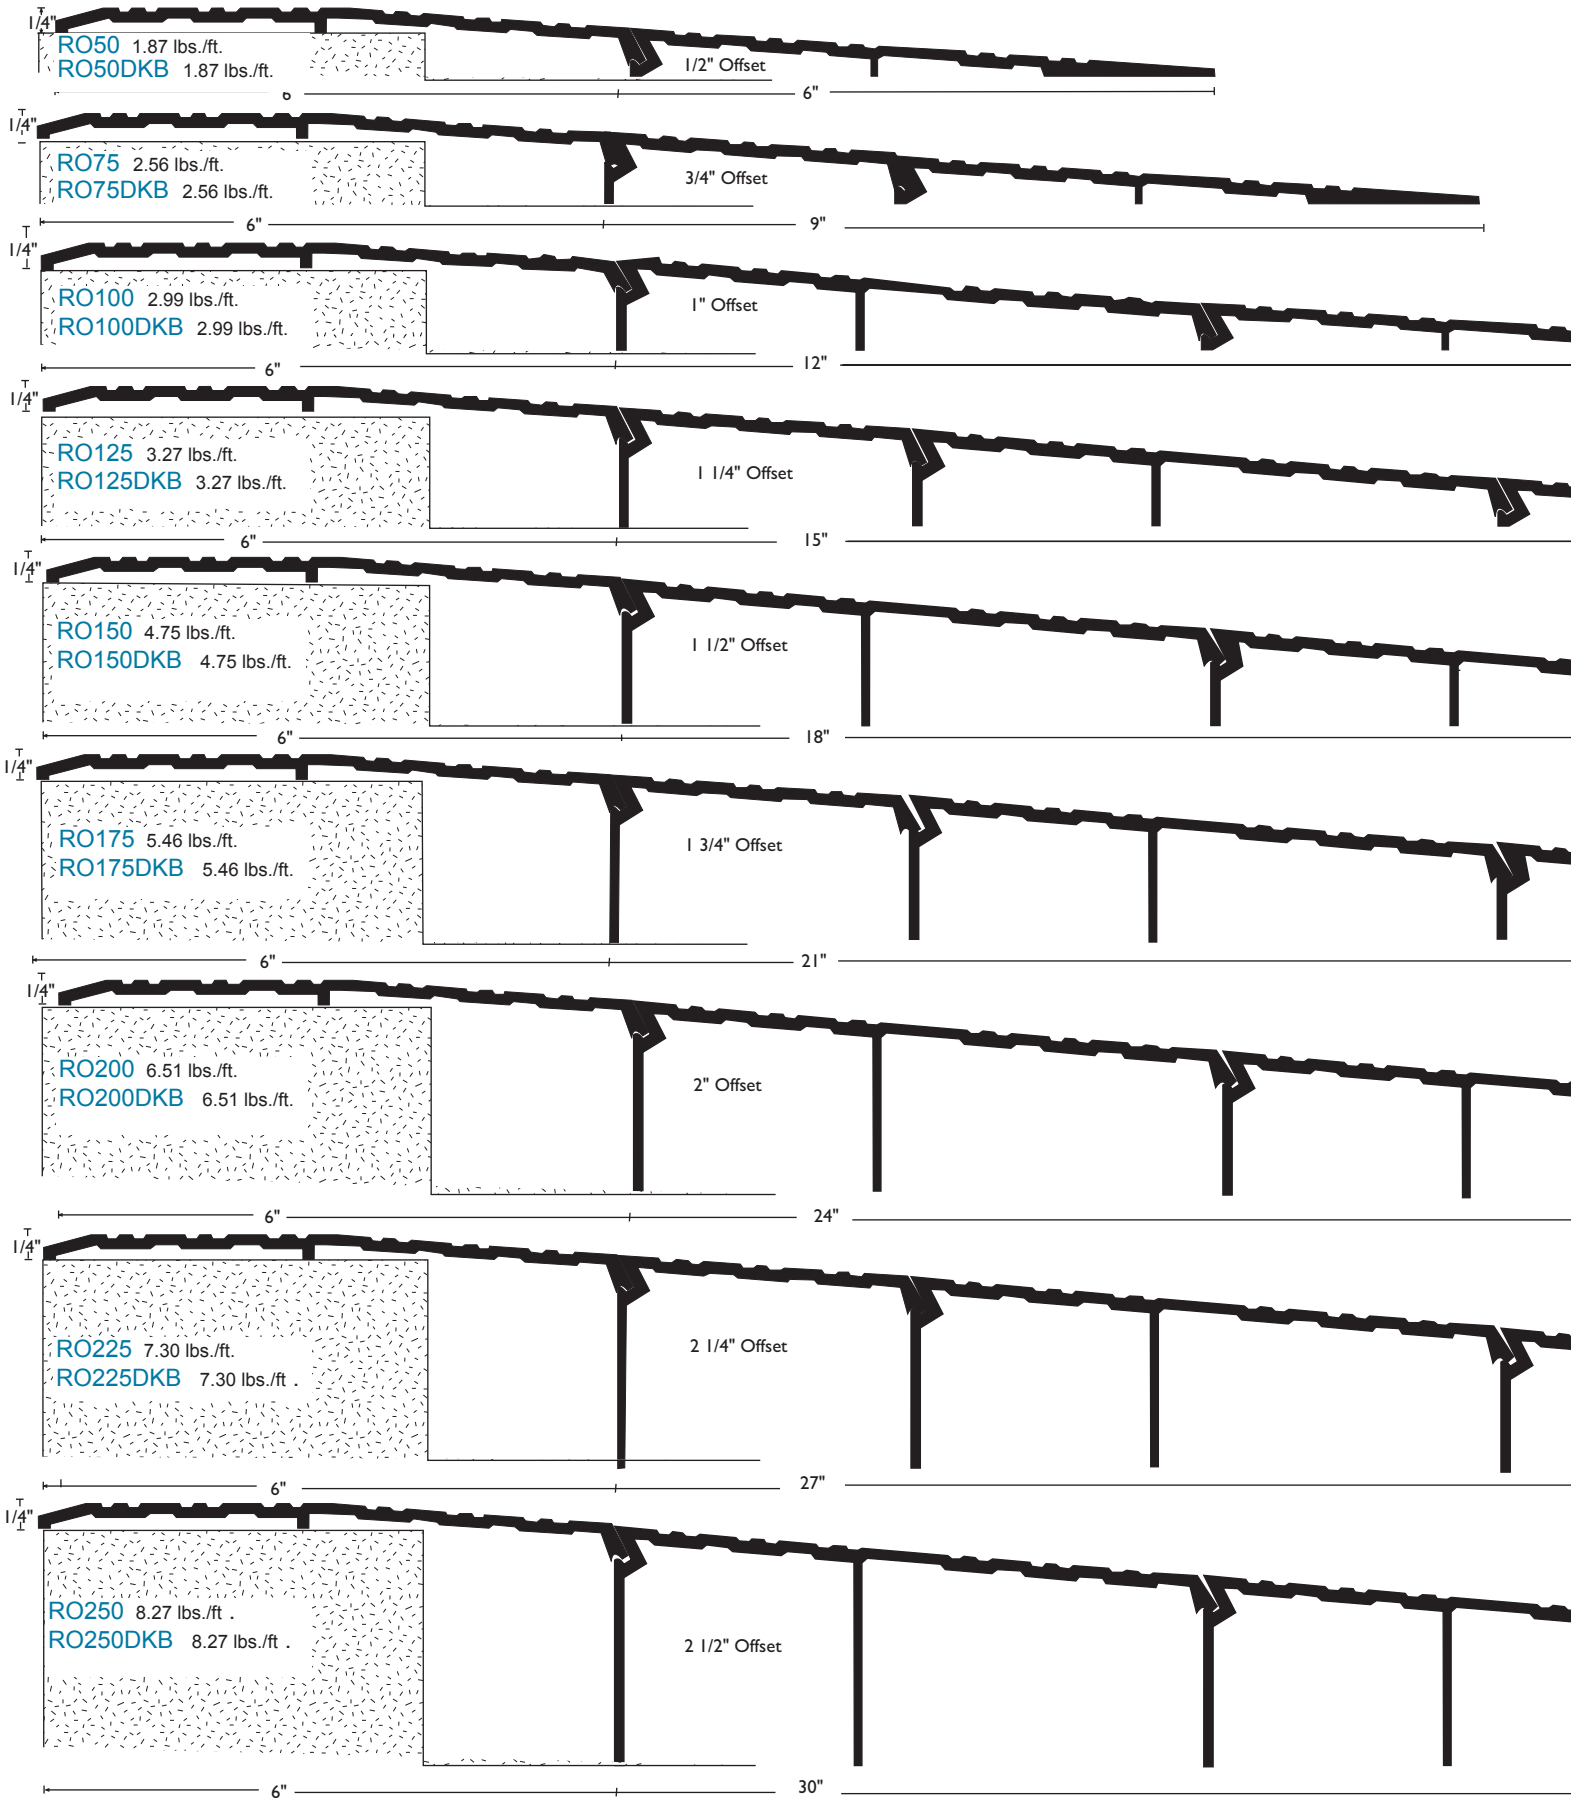 1/4"
RO50 1.87 lbs./ft.
RO50DKB 1.87 lbs./ft.
1/2" Offset
6 6"
1/4"
RO75 2.56 lbs./ft.
RO75DKB 2.56 lbs./ft.
3/4" Offset
6" 9"
1/4"
RO100 2.99 lbs./ft.
RO100DKB 2.99 lbs./ft.
1" Offset
6" 12"
1/4"
RO125 3.27 lbs./ft.
RO125DKB 3.27 lbs./ft.
1 1/4" Offset
6" 15"
1/4"
RO150 4.75 lbs./ft.
RO150DKB 4.75 lbs./ft.
1 1/2" Offset
6" 18"
1/4"
RO175 5.46 lbs./ft.
RO175DKB 5.46 lbs./ft.
1 3/4" Offset
6" 21"
1/4"
RO200 6.51 lbs./ft.
RO200DKB 6.51 lbs./ft.
2" Offset
6" 24"
1/4"
RO225 7.30 lbs./ft.
RO225DKB 7.30 lbs./ft .
2 1/4" Offset
6" 27"
1/4"
RO250 8.27 lbs./ft .
RO250DKB 8.27 lbs./ft .
2 1/2" Offset
6" 30"